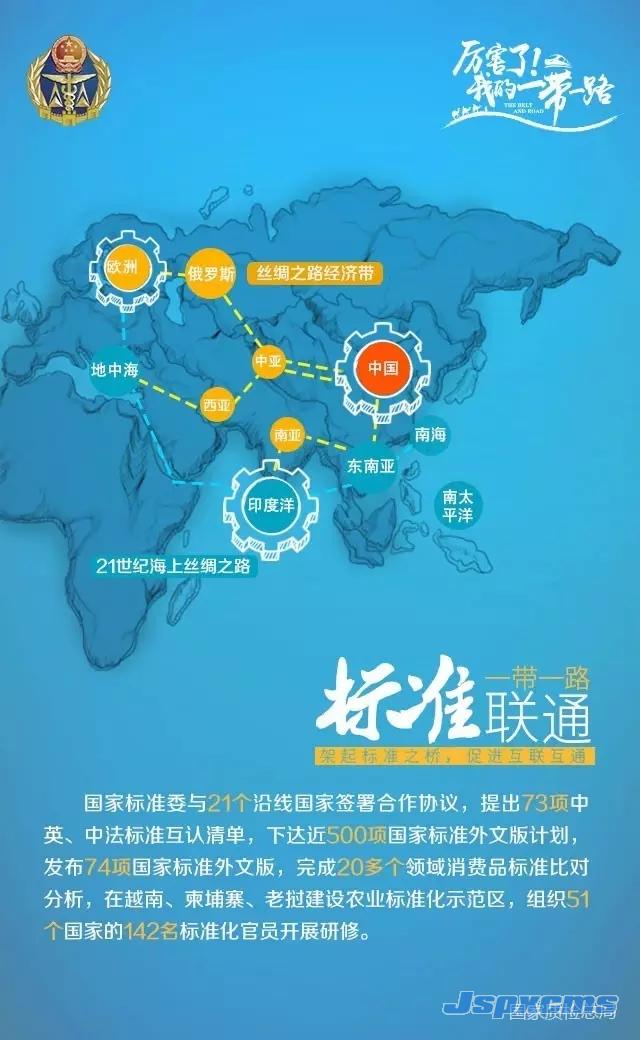 厉害了!
我的一带一路
THE BELT
AND ROAD
欧洲
俄罗斯
丝绸之路经济带
地中海
中亚
中国
西亚
南亚
东南亚
南海
印度洋
南太
平洋
21世纪海上丝绸之路
标准
一带一路
联通
架起标准之桥，促进互联互通
国家标准委与21个沿线国家签署合作协议，提出73项中
英、中法标准互认清单，下达近500项国家标准外文版计划，
发布74项国家标准外文版，完成20多个领域消费品标准比对
分析，在越南、柬埔寨、老挝建设农业标准化示范区，组织51
个国家的142名标准化官员开展研修。
Jspxcms
国家质检总局